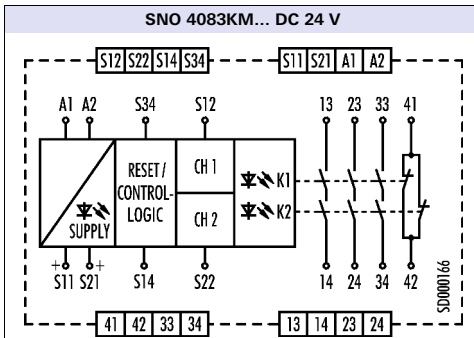 SNO 4083KM... DC 24 V
S12 S22 S14 S34 S11 S21 A1 A2
A1 A2 S34 S12 13 23 33 41
RESET / CONTROL-LOGIC
CH 1
K1
SUPPLY
CH 2
K2
+ S11 S21 + S14 S22 14 24 34 42
41 42 33 34 13 14 23 24
SD000166